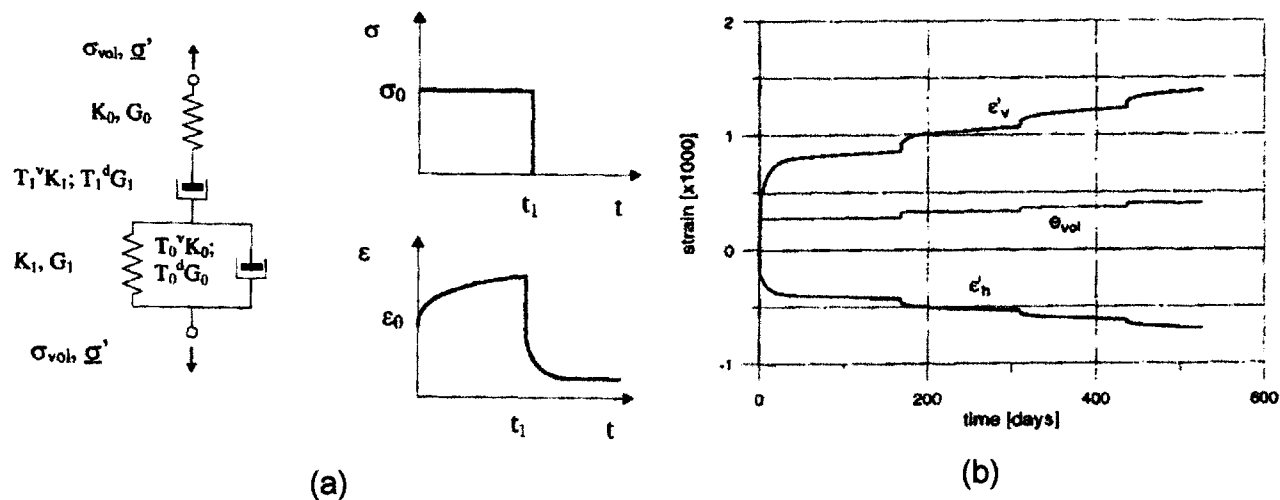 σvol, σ'
K0, G0
T1ᵛK1; T1ᵈG1
K1, G1
T0ᵛK0;
T0ᵈG0
σvol, σ'
σ
σ0
t1
t
ε
ε0
t1
t
(a)
2
1
0
-1
strain [x1000]
ε'v
evol
ε'h
0
200
400
600
time [days]
(b)